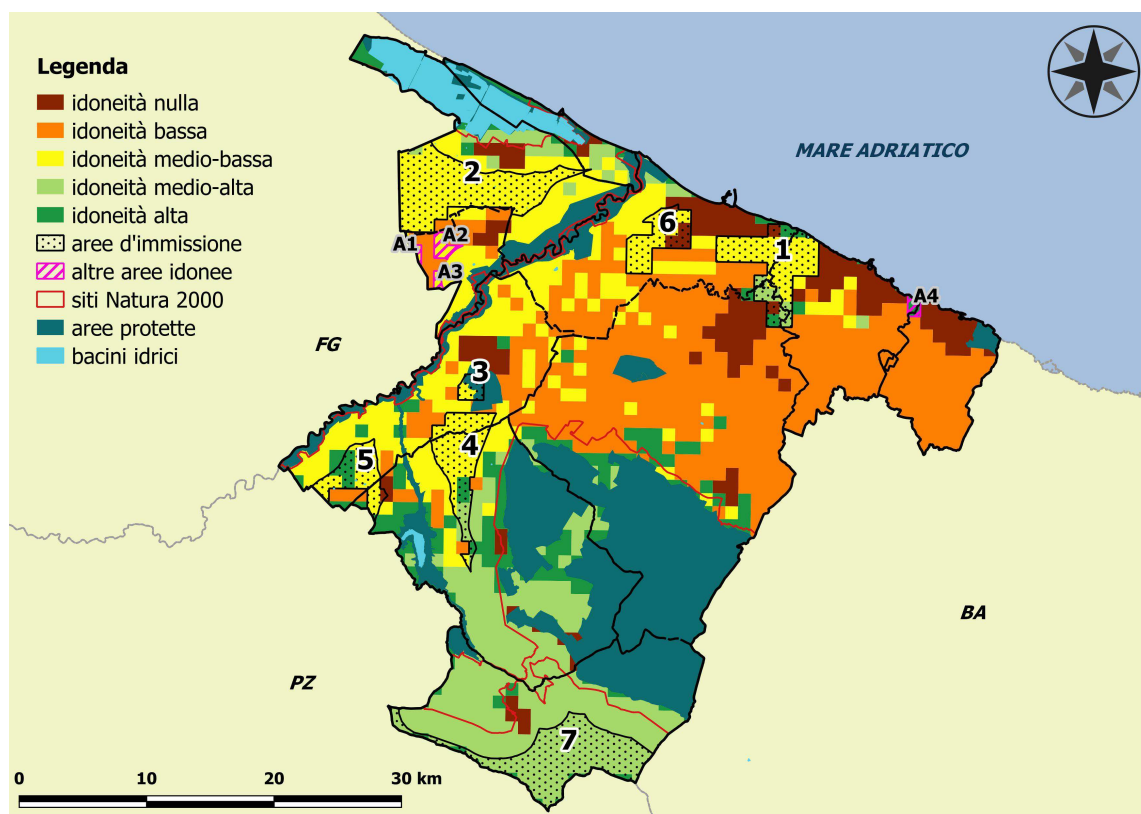 Legenda
idoneità nulla
idoneità bassa
idoneità medio-bassa
idoneità medio-alta
idoneità alta
aree d'immissione
altre aree idonee
siti Natura 2000
aree protette
bacini idrici
MARE ADRIATICO
2
6
A1
A2
1
A3
A4
FG
3
4
5
BA
PZ
7
0 10 20 30 km